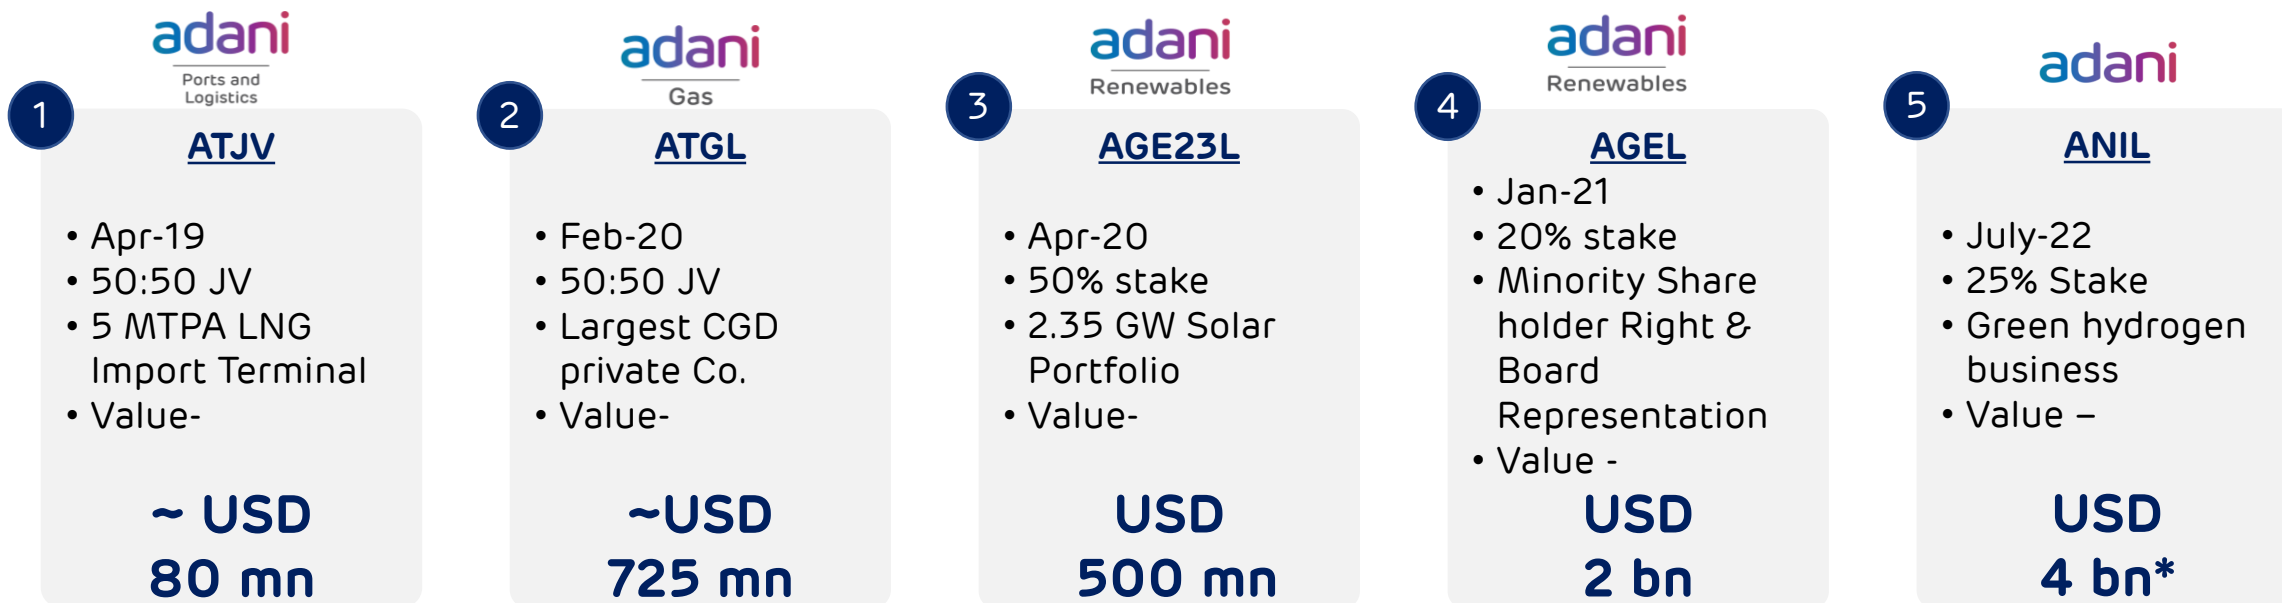 adani
Ports and
Logistics
1
ATJV
• Apr-19
• 50:50 JV
• 5 MTPA LNG
Import Terminal
• Value-
~ USD
80 mn
adani
Gas
2
ATGL
• Feb-20
• 50:50 JV
• Largest CGD
private Co.
• Value-
~USD
725 mn
adani
Renewables
3
AGE23L
• Apr-20
• 50% stake
• 2.35 GW Solar
Portfolio
• Value-
USD
500 mn
adani
Renewables
4
AGEL
• Jan-21
• 20% stake
• Minority Share
holder Right &
Board
Representation
• Value -
USD
2 bn
adani
5
ANIL
• July-22
• 25% Stake
• Green hydrogen
business
• Value –
USD
4 bn*